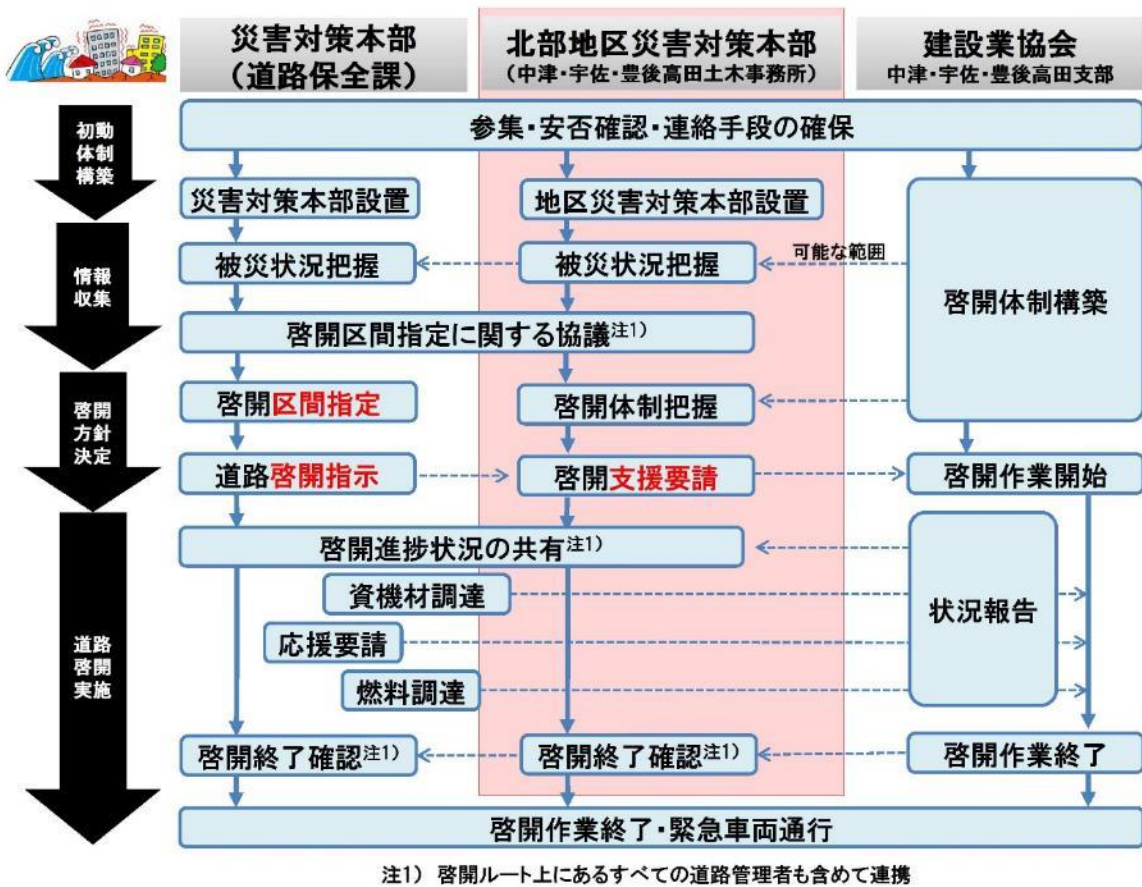 災害対策本部
（道路保全課）
北部地区災害対策本部
（中津・宇佐・豊後高田土木事務所）
建設業協会
中津・宇佐・豊後高田支部
初動
体制
構築
参集・安否確認・連絡手段の確保
災害対策本部設置
地区災害対策本部設置
情報
収集
被災状況把握
被災状況把握
可能な範囲
啓開体制構築
啓開区間指定に関する協議注1)
啓開
方針
決定
啓開区間指定
啓開体制把握
道路啓開指示
啓開支援要請
啓開作業開始
道路
啓開
実施
啓開進捗状況の共有注1)
資機材調達
応援要請
燃料調達
状況報告
啓開終了確認注1)
啓開終了確認注1)
啓開作業終了
啓開作業終了・緊急車両通行
注1） 啓開ルート上にあるすべての道路管理者も含めて連携